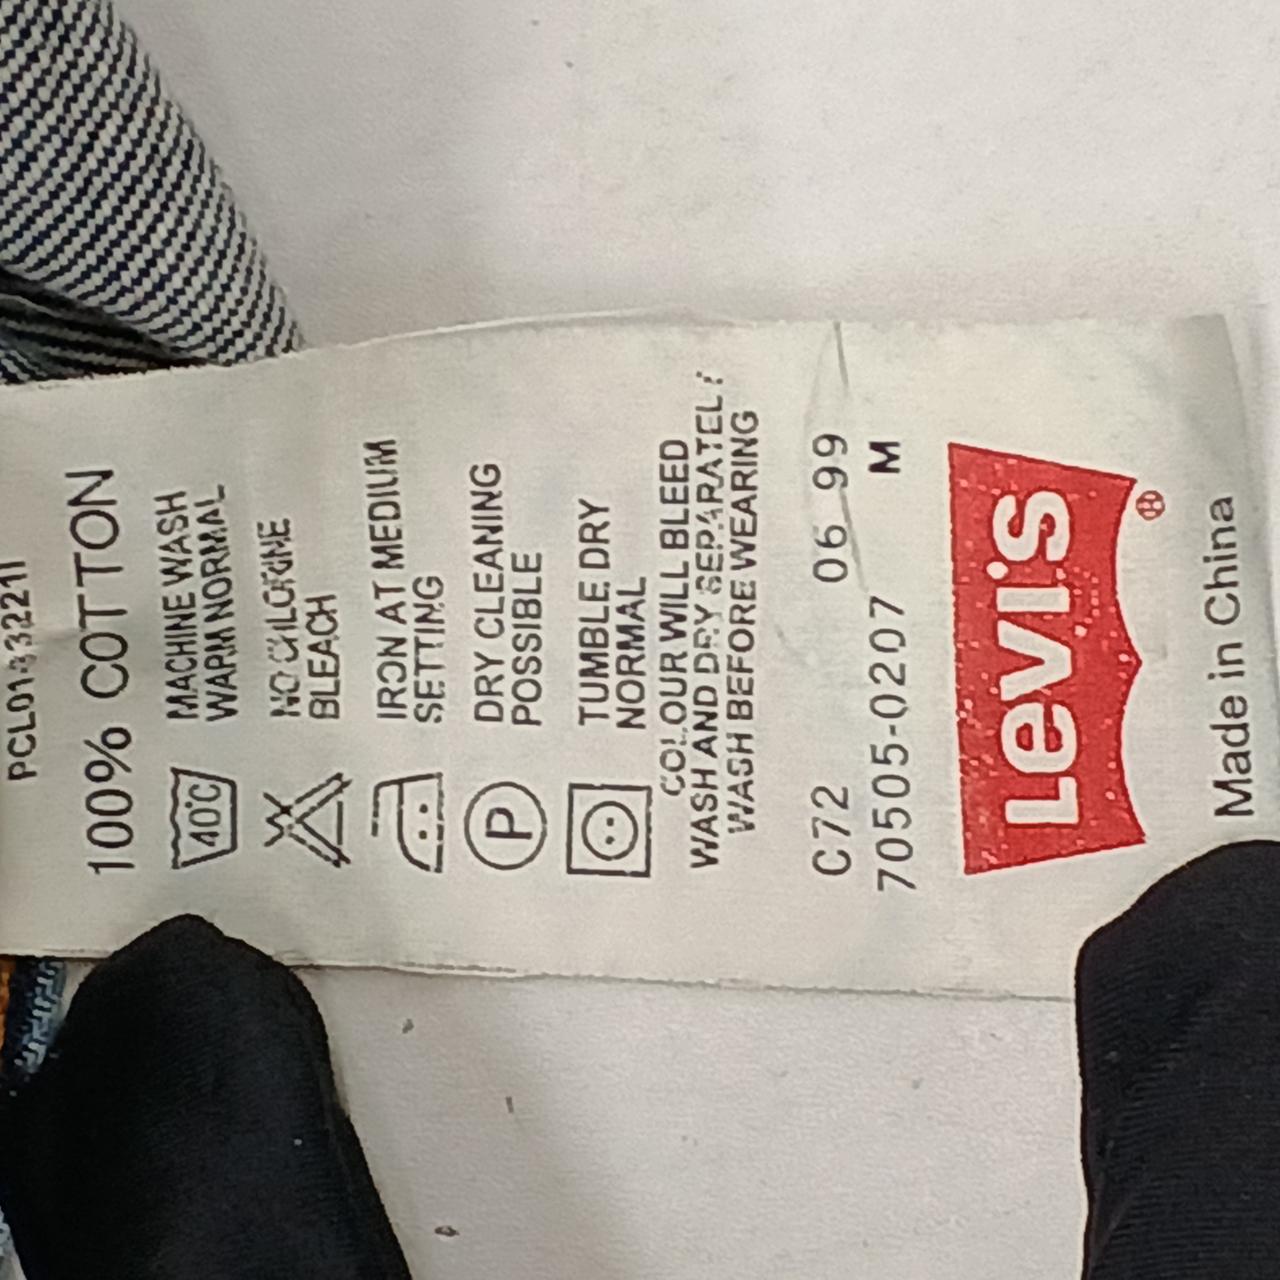 100% COTTON
40°C
MACHINE WASH
WARM NORMAL
NO CHLORINE
BLEACH
IRON AT MEDIUM
SETTING
P
DRY CLEANING
POSSIBLE
TUMBLE DRY
NORMAL
COLOUR WILL BLEED
WASH AND DRY SEPARATELY
WASH BEFORE WEARING
C72 06 99
70505-0207 M
Levi's ®
Made in China